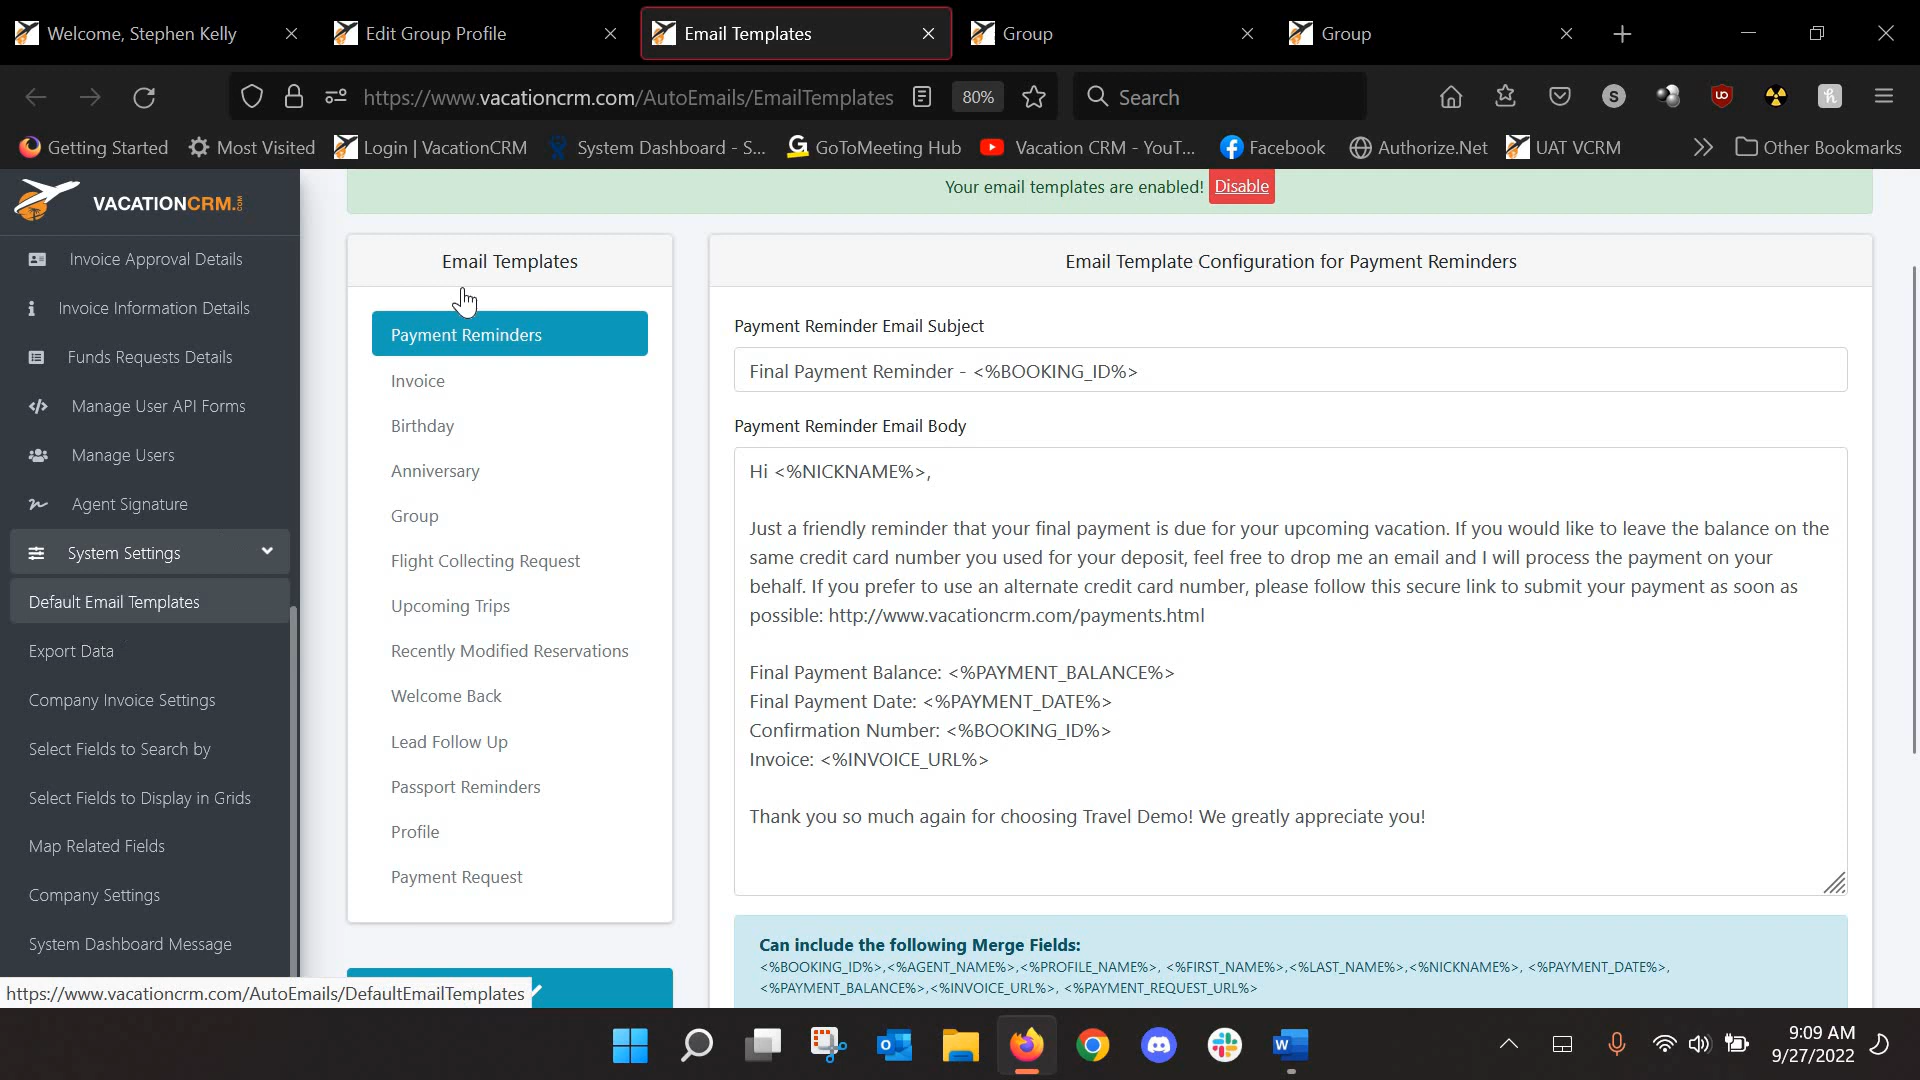 Welcome, Stephen Kelly
Edit Group Profile
Email Templates
Group
Group
https://www.vacationcrm.com/AutoEmails/EmailTemplates
80%
Search
S
Getting Started
Most Visited
Login | VacationCRM
System Dashboard - S...
GoToMeeting Hub
Vacation CRM - YouT...
Facebook
Authorize.Net
UAT VCRM
Other Bookmarks
VACATIONCRM.COM
Invoice Approval Details
Invoice Information Details
Funds Requests Details
Manage User API Forms
Manage Users
Agent Signature
System Settings
Default Email Templates
Export Data
Company Invoice Settings
Select Fields to Search by
Select Fields to Display in Grids
Map Related Fields
Company Settings
System Dashboard Message
https://www.vacationcrm.com/AutoEmails/DefaultEmailTemplates
Your email templates are enabled! Disable
Email Templates
Payment Reminders
Invoice
Birthday
Anniversary
Group
Flight Collecting Request
Upcoming Trips
Recently Modified Reservations
Welcome Back
Lead Follow Up
Passport Reminders
Profile
Payment Request
Email Template Configuration for Payment Reminders
Payment Reminder Email Subject
Final Payment Reminder - <%BOOKING_ID%>
Payment Reminder Email Body
Hi <%NICKNAME%>,
Just a friendly reminder that your final payment is due for your upcoming vacation. If you would like to leave the balance on the
same credit card number you used for your deposit, feel free to drop me an email and I will process the payment on your
behalf. If you prefer to use an alternate credit card number, please follow this secure link to submit your payment as soon as
possible: http://www.vacationcrm.com/payments.html
Final Payment Balance: <%PAYMENT_BALANCE%>
Final Payment Date: <%PAYMENT_DATE%>
Confirmation Number: <%BOOKING_ID%>
Invoice: <%INVOICE_URL%>
Thank you so much again for choosing Travel Demo! We greatly appreciate you!
Can include the following Merge Fields:
<%BOOKING_ID%>,<%AGENT_NAME%>,<%PROFILE_NAME%>, <%FIRST_NAME%>,<%LAST_NAME%>,<%NICKNAME%>, <%PAYMENT_DATE%>,
<%PAYMENT_BALANCE%>,<%INVOICE_URL%>, <%PAYMENT_REQUEST_URL%>
9:09 AM
9/27/2022